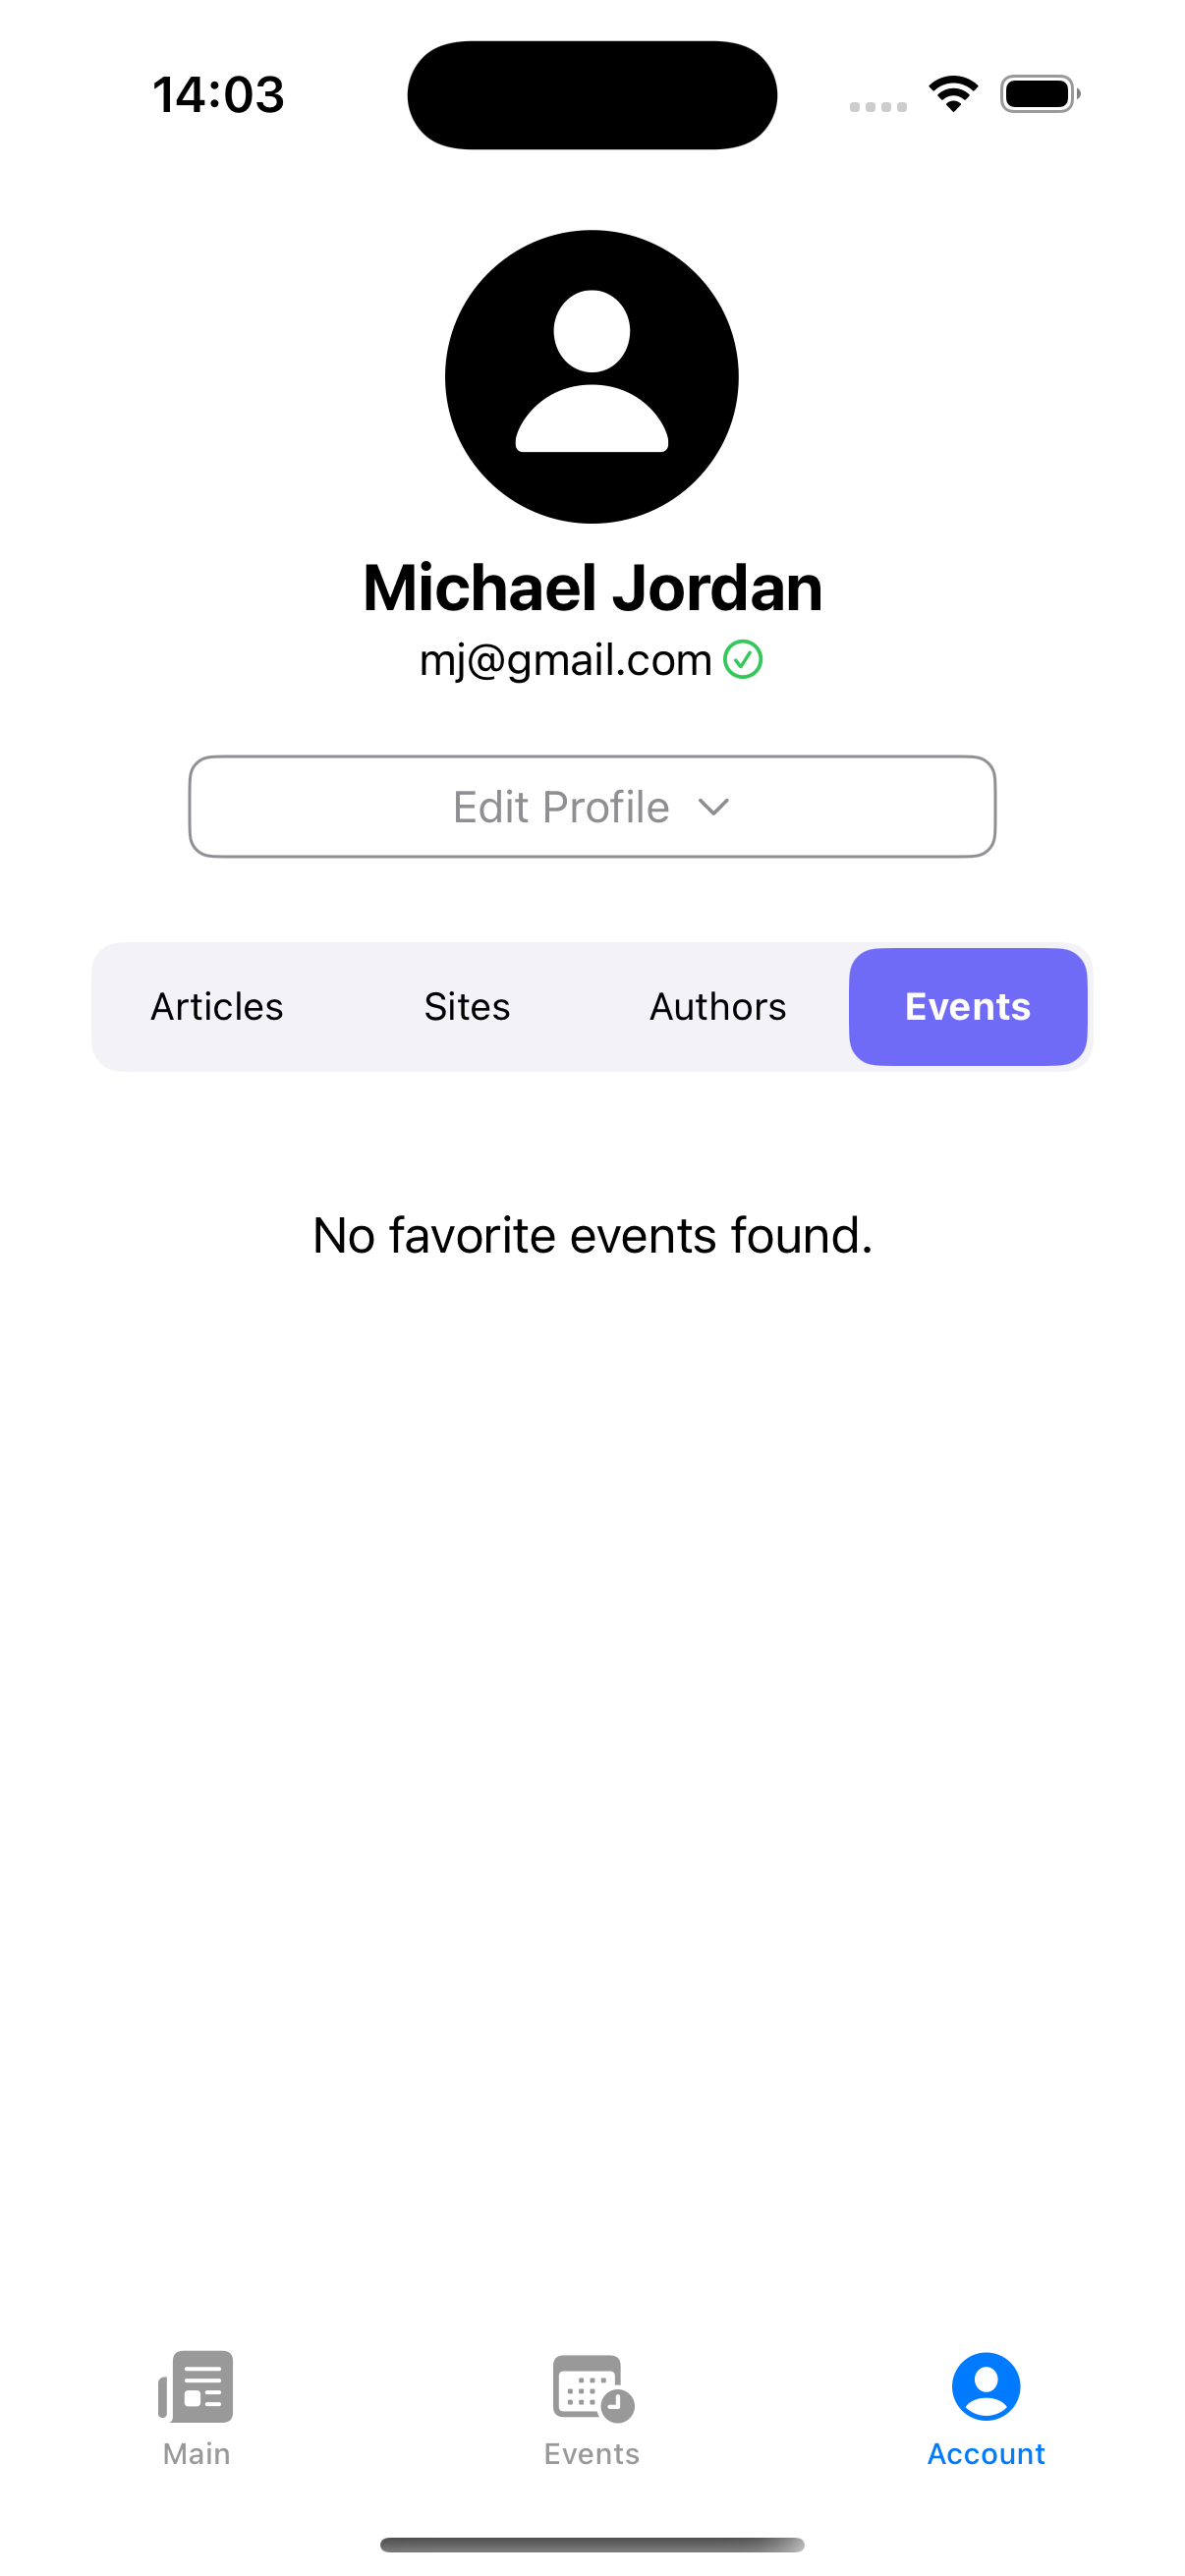 14:03
Michael Jordan
mj@gmail.com
Edit Profile
Articles Sites Authors Events
No favorite events found.
Main Events Account